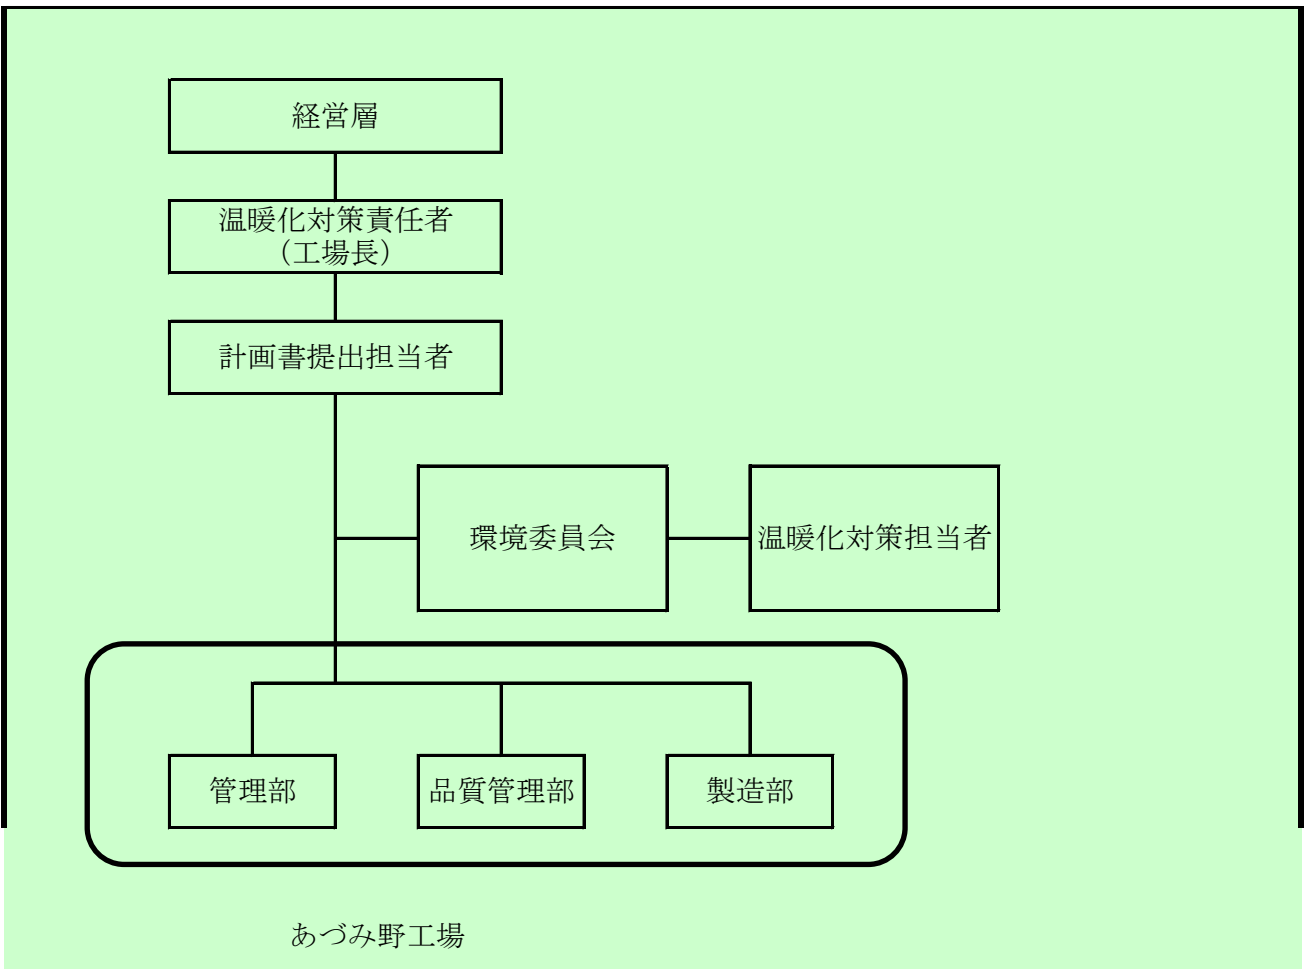 経営層
温暖化対策責任者
（工場長）
計画書提出担当者
環境委員会
温暖化対策担当者
管理部
品質管理部
製造部
あづみ野工場